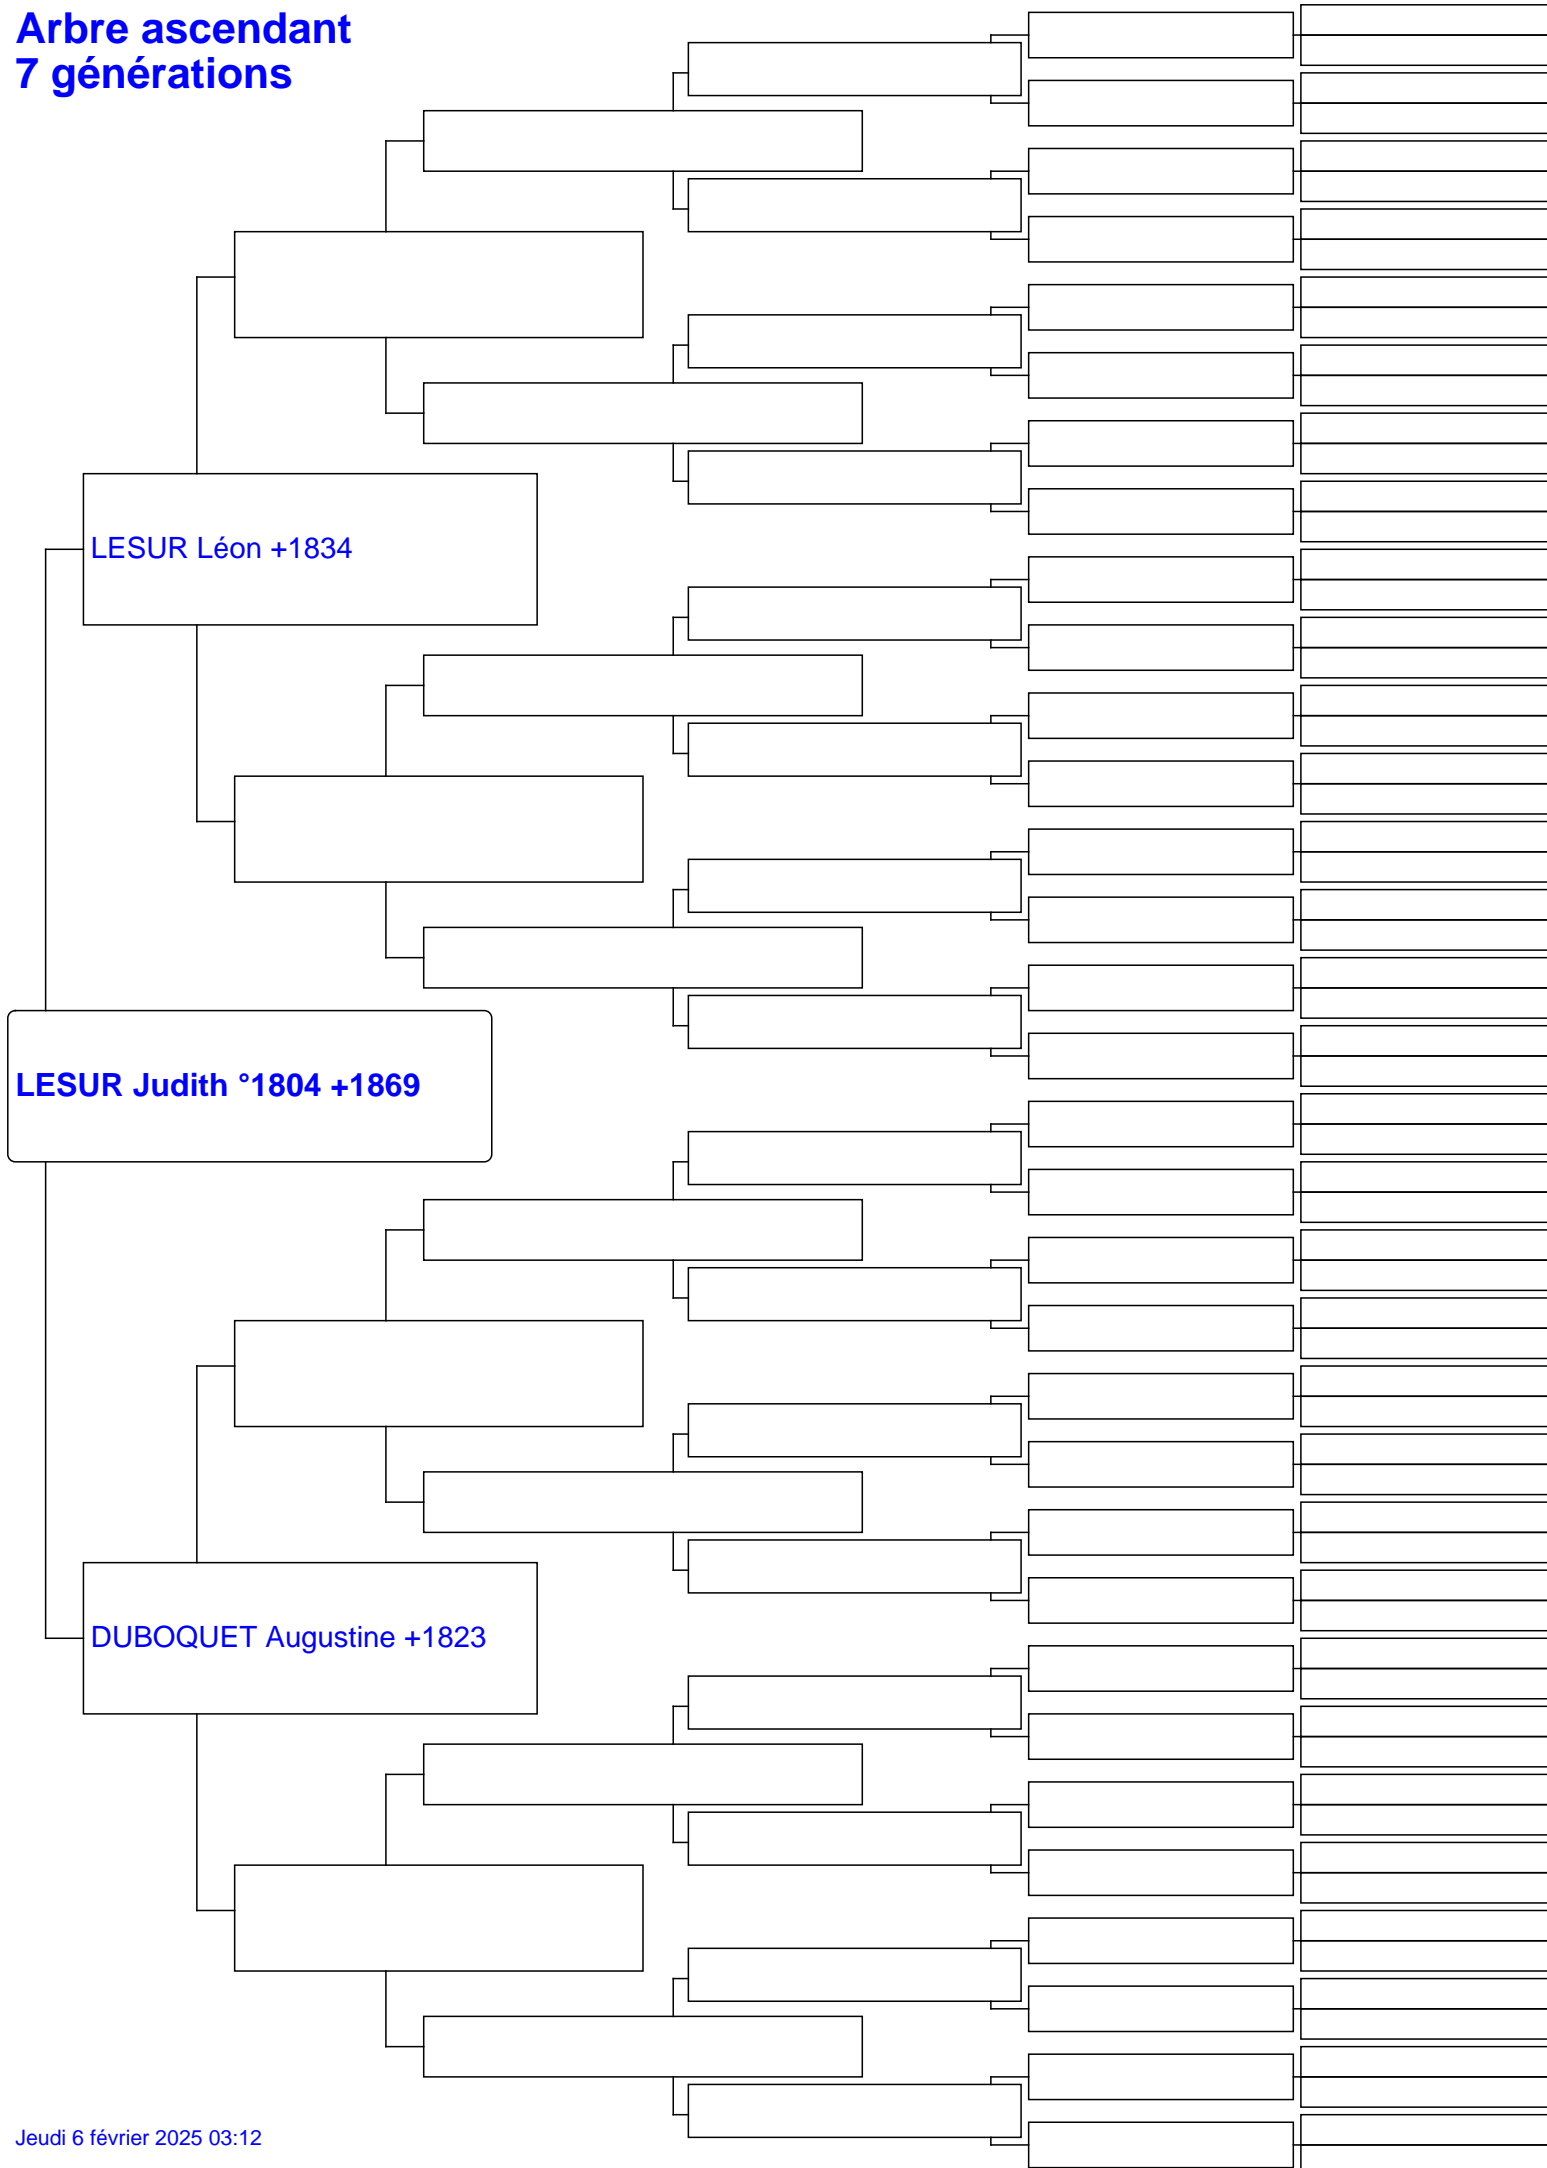 Arbre ascendant
7 générations
LESUR Léon +1834
LESUR Judith °1804 +1869
DUBOQUET Augustine +1823
Jeudi 6 février 2025 03:12